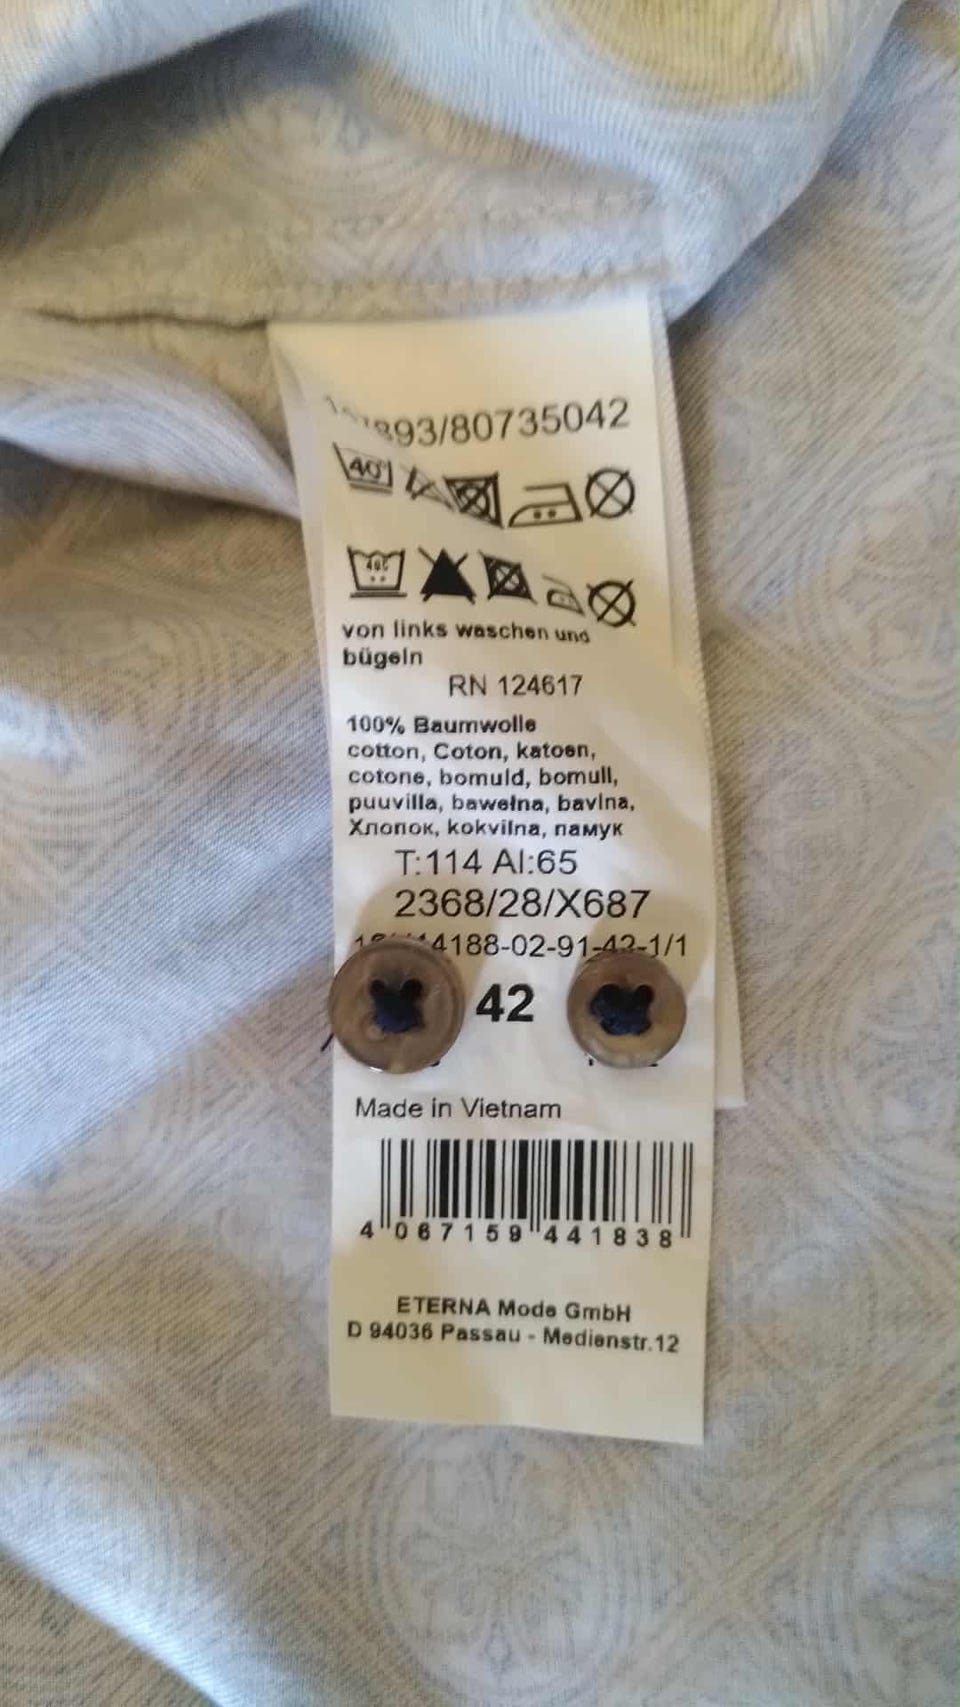 893/80735042
40
40C
von links waschen und
bügeln
RN 124617
100% Baumwolle
cotton, Coton, katoen,
cotone, bomuld, bomull,
puuvilla, bawełna, bavlna,
Хлопок, kokvilna, памук
T:114 Al:65
2368/28/X687
4188-02-91-42-1/1
42
Made in Vietnam
4 067159 441838
ETERNA Mode GmbH
D 94036 Passau - Medienstr.12